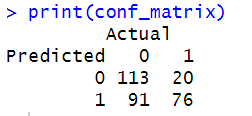 > print(conf_matrix)
Actual
Predicted 0 1
0 113 20
1 91 76